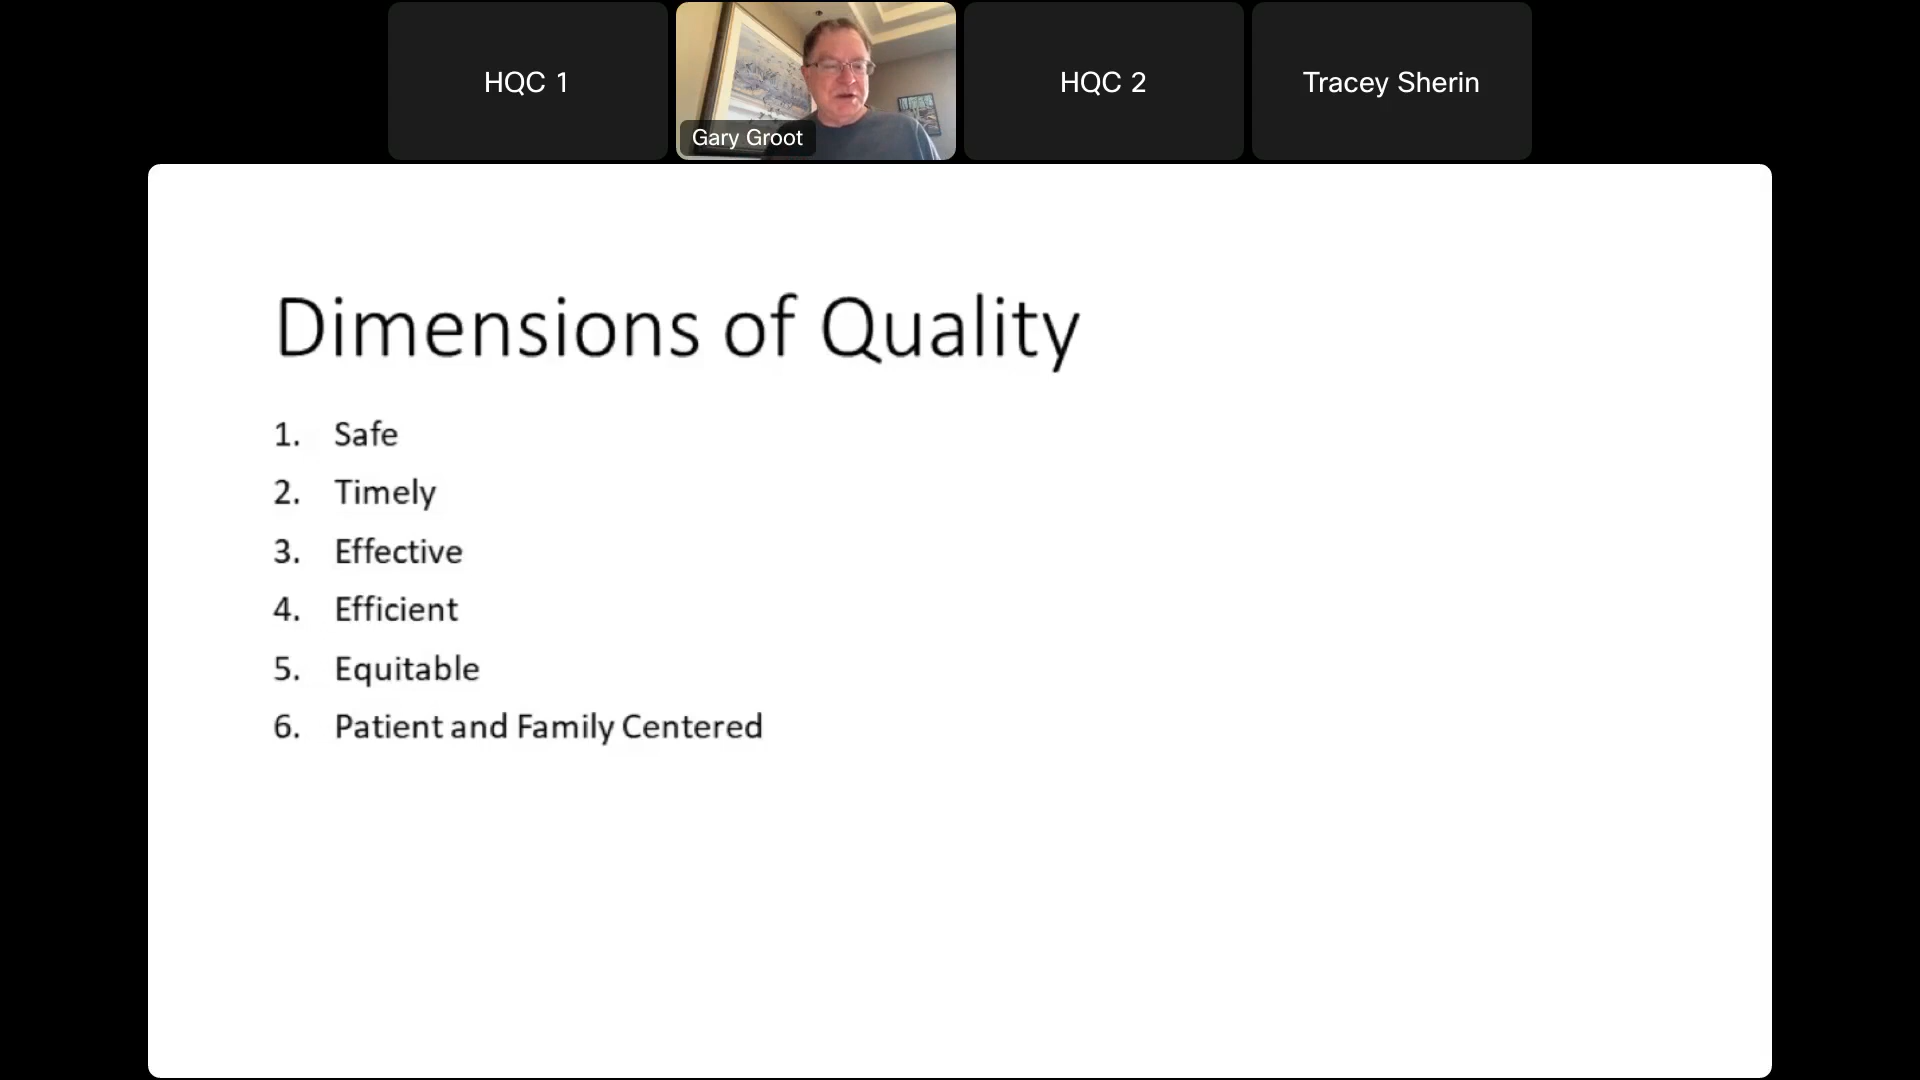 HQC 1
Gary Groot
HQC 2
Tracey Sherin
Dimensions of Quality
1. Safe
2. Timely
3. Effective
4. Efficient
5. Equitable
6. Patient and Family Centered